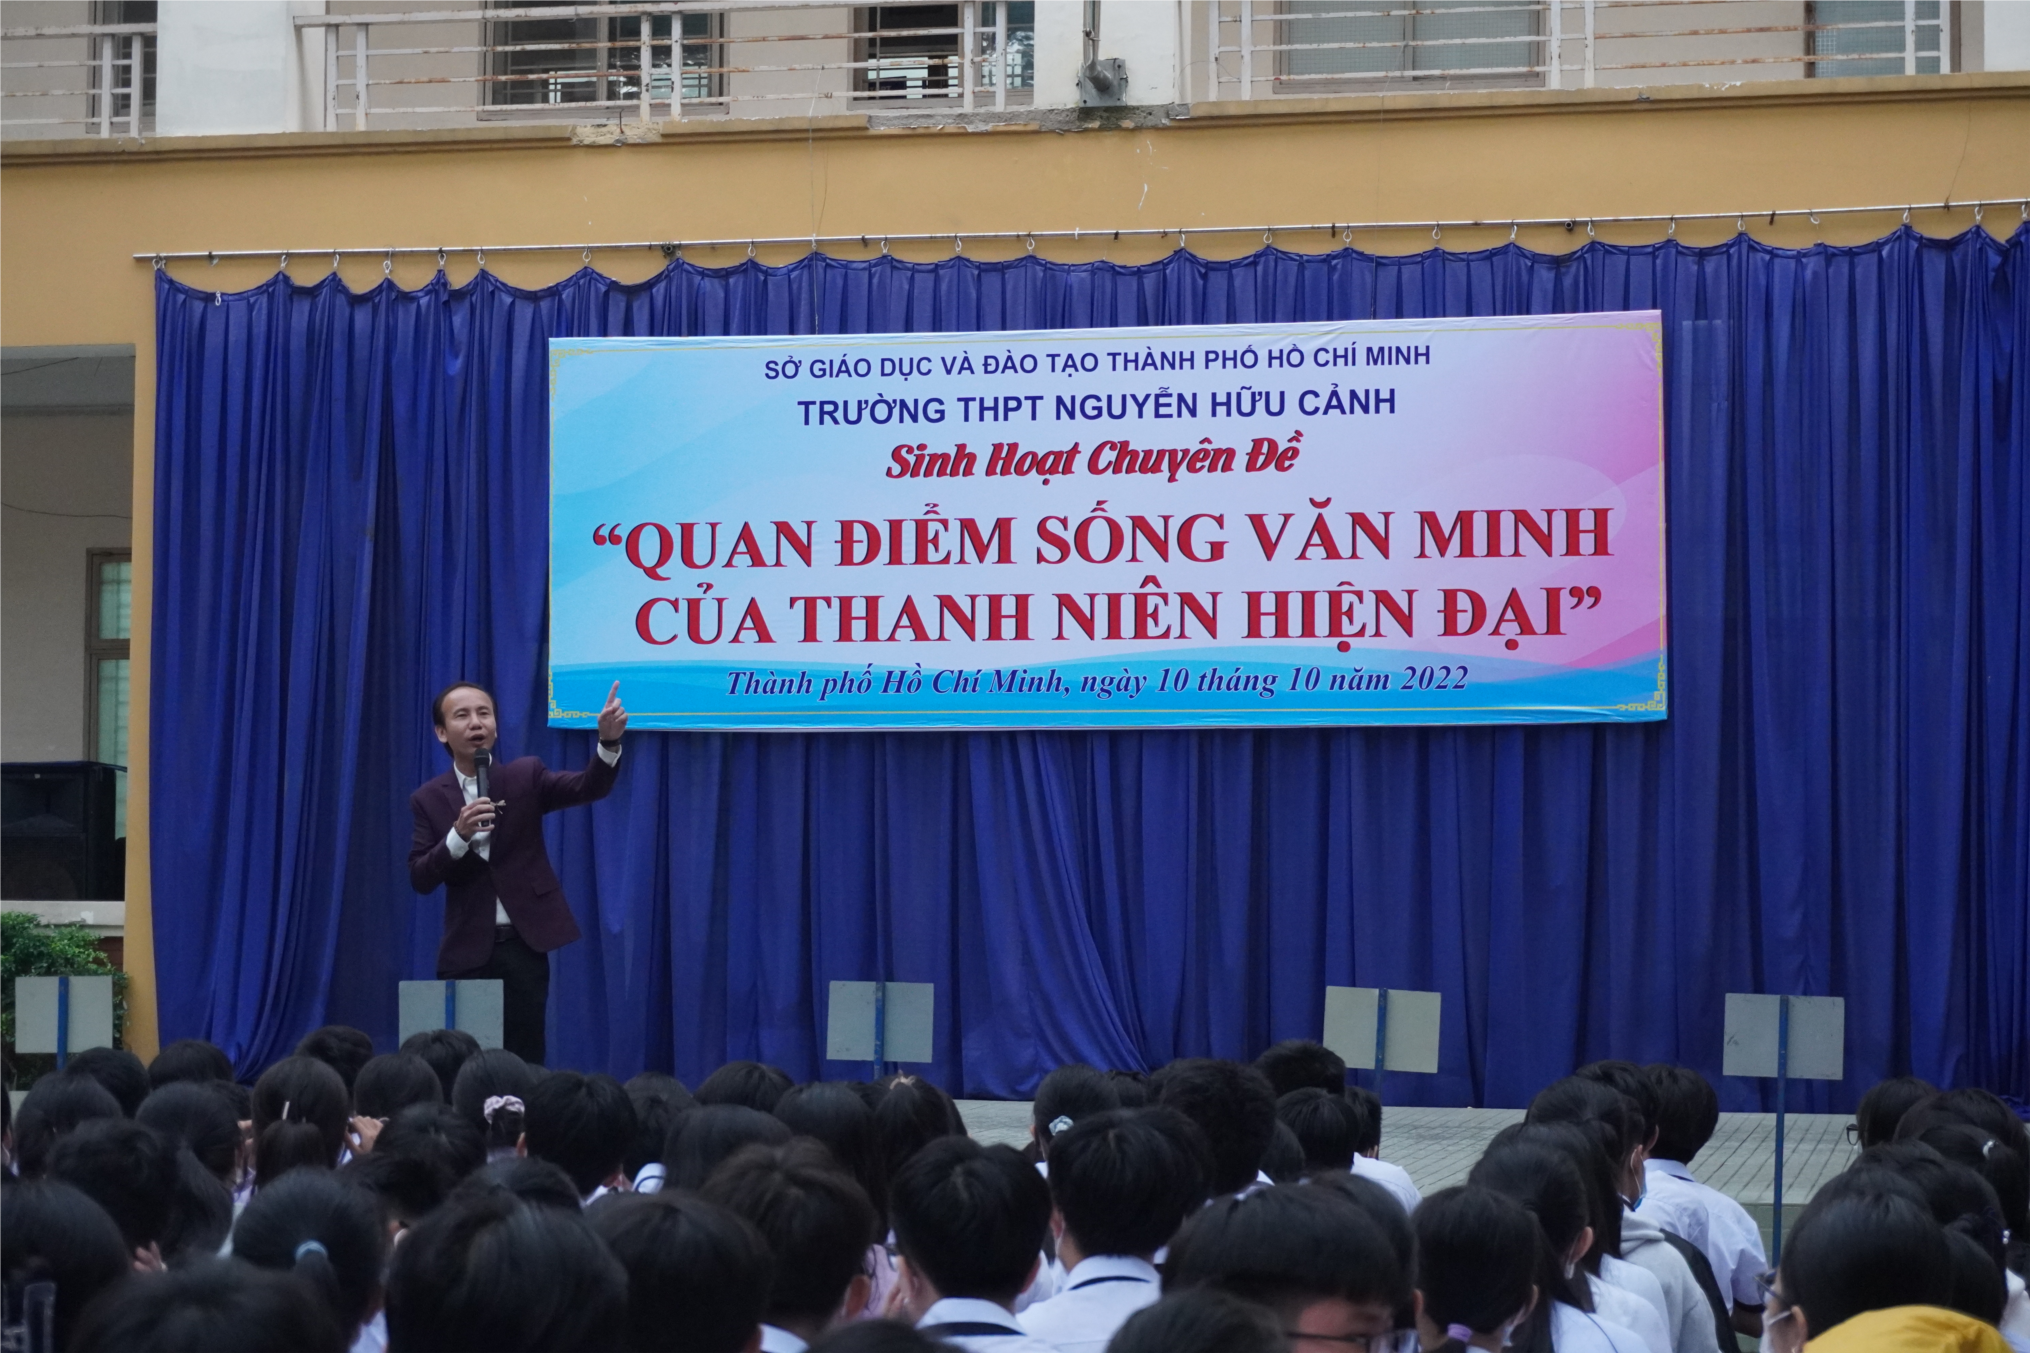 SỞ GIÁO DỤC VÀ ĐÀO TẠO THÀNH PHỐ HỒ CHÍ MINH
TRƯỜNG THPT NGUYỄN HỮU CẢNH
Sinh Hoạt Chuyên Đề
“QUAN ĐIỂM SỐNG VĂN MINH
CỦA THANH NIÊN HIỆN ĐẠI”
Thành phố Hồ Chí Minh, ngày 10 tháng 10 năm 2022